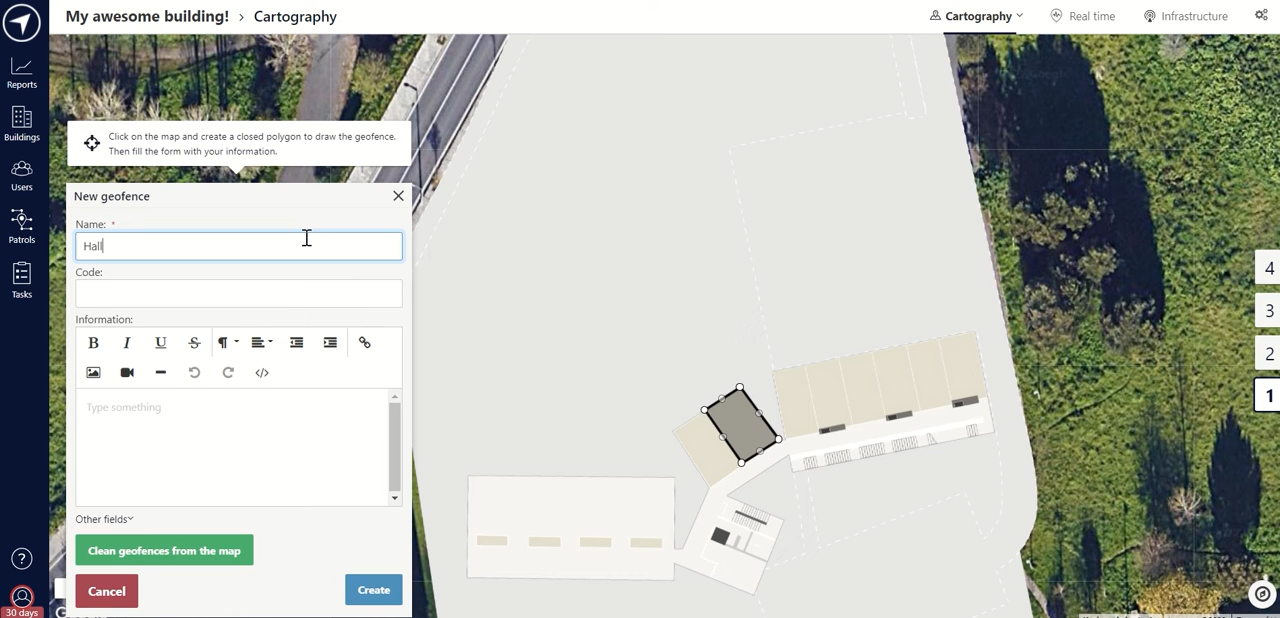 My awesome building! › Cartography
Cartography
Real time
Infrastructure
Reports
Buildings
Users
Patrols
Tasks
30 days
Click on the map and create a closed polygon to draw the geofence.
Then fill the form with your information.
New geofence
Name: *
Hall
Code:
Information:
B I U S
Type something
Other fields
Clean geofences from the map
Cancel
Create
4
3
2
1